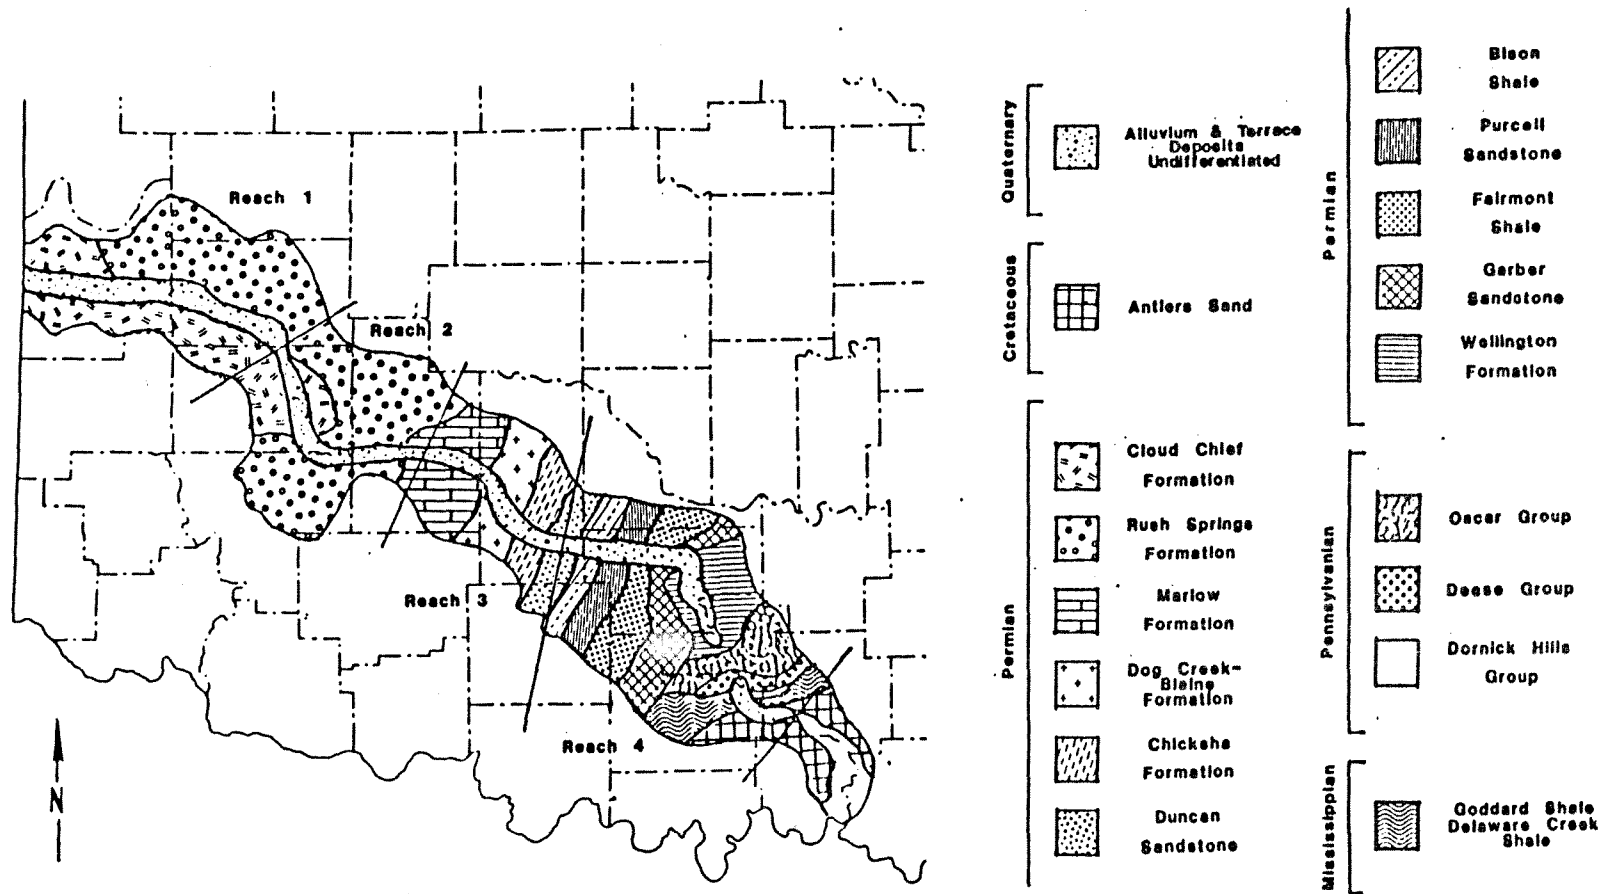 Reach 1
Reach 2
Reach 3
Reach 4
N
Quaternary
Alluvium & Terrace
Deposits
Undifferentiated
Cretaceous
Antlers Sand
Permian
Cloud Chief
Formation
Rush Springs
Formation
Marlow
Formation
Dog Creek-
Blaine
Formation
Chicksha
Formation
Duncan
Sandstone
Permian
Bison
Shale
Purcell
Sandstone
Fairmont
Shale
Garber
Sandstone
Wellington
Formation
Pennsylvanian
Oscar Group
Deese Group
Dornick Hills
Group
Mississippian
Goddard Shale
Delaware Creek
Shale